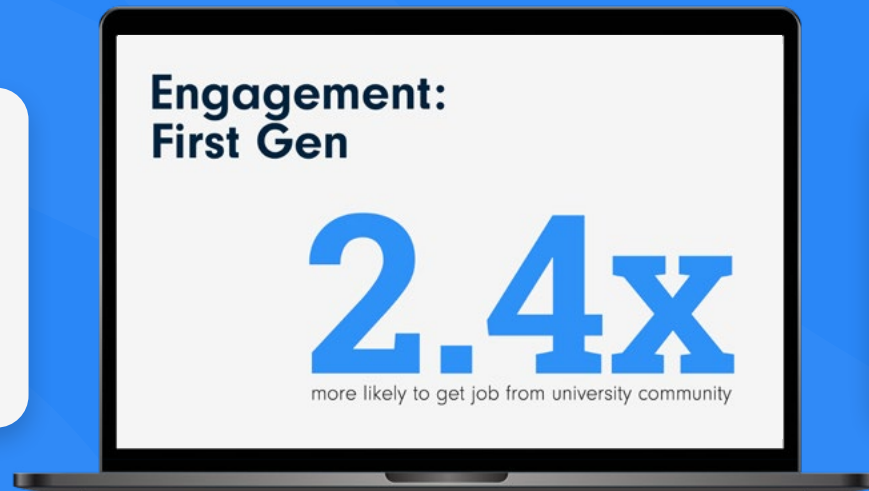 Engagement:
First Gen
2.4x
more likely to get job from university community